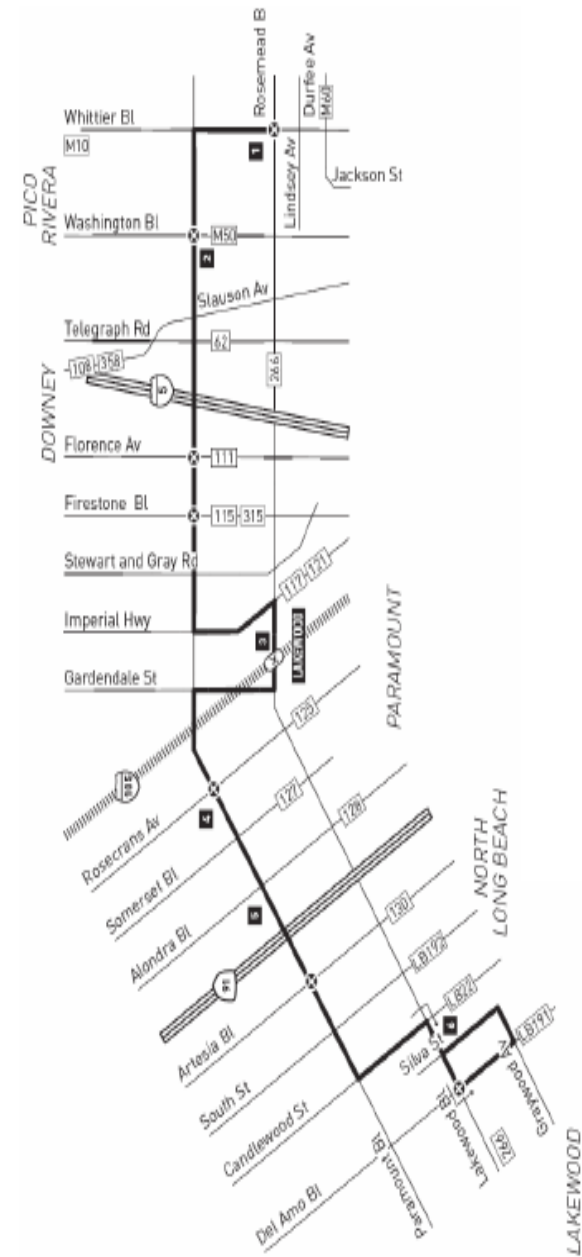 Rosemead B
Durfee Av
Whittier Bl
M60
M10
1
Lindsey Av
Jackson St
PICO
RIVERA
Washington Bl
M50
2
Slauson Av
Telegraph Rd
62
108-358
266
DOWNEY
5
Florence Av
111
Firestone Bl
115-315
Stewart and Gray Rd
117-121
Imperial Hwy
3
Gardendale St
PARAMOUNT
105
125
Rosecrans Av
4
127
Somerset Bl
128
Alondra Bl
5
NORTH
LONG BEACH
91
130
Artesia Bl
LB192
South St
LB22
6
Silva St
LB191
Candlewood St
Graywood Av
Del Amo Bl
Lakewood Bl
266
Paramount Bl
LAKEWOOD